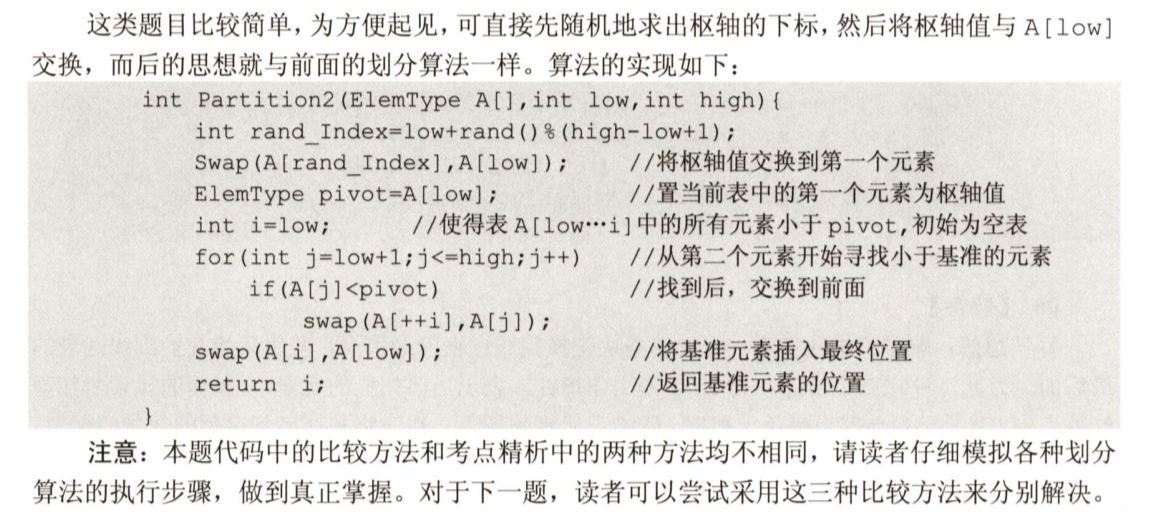 这类题目比较简单,为方便起见,可直接先随机地求出枢轴的下标,然后将枢轴值与 A[low]
交换，而后的思想就与前面的划分算法一样。算法的实现如下：
int Partition2(ElemType A[],int low,int high){
int rand_Index=low+rand()%(high-low+1);
Swap(A[rand_Index],A[low]); //将枢轴值交换到第一个元素
ElemType pivot=A[low]; //置当前表中的第一个元素为枢轴值
int i=low; //使得表 A[low…i]中的所有元素小于 pivot,初始为空表
for(int j=low+1;j<=high;j++) //从第二个元素开始寻找小于基准的元素
if(A[j]<pivot) //找到后，交换到前面
swap(A[++i],A[j]);
swap(A[i],A[low]); //将基准元素插入最终位置
return i; //返回基准元素的位置
}
注意：本题代码中的比较方法和考点精析中的两种方法均不相同，请读者仔细模拟各种划分
算法的执行步骤，做到真正掌握。对于下一题，读者可以尝试采用这三种比较方法来分别解决。